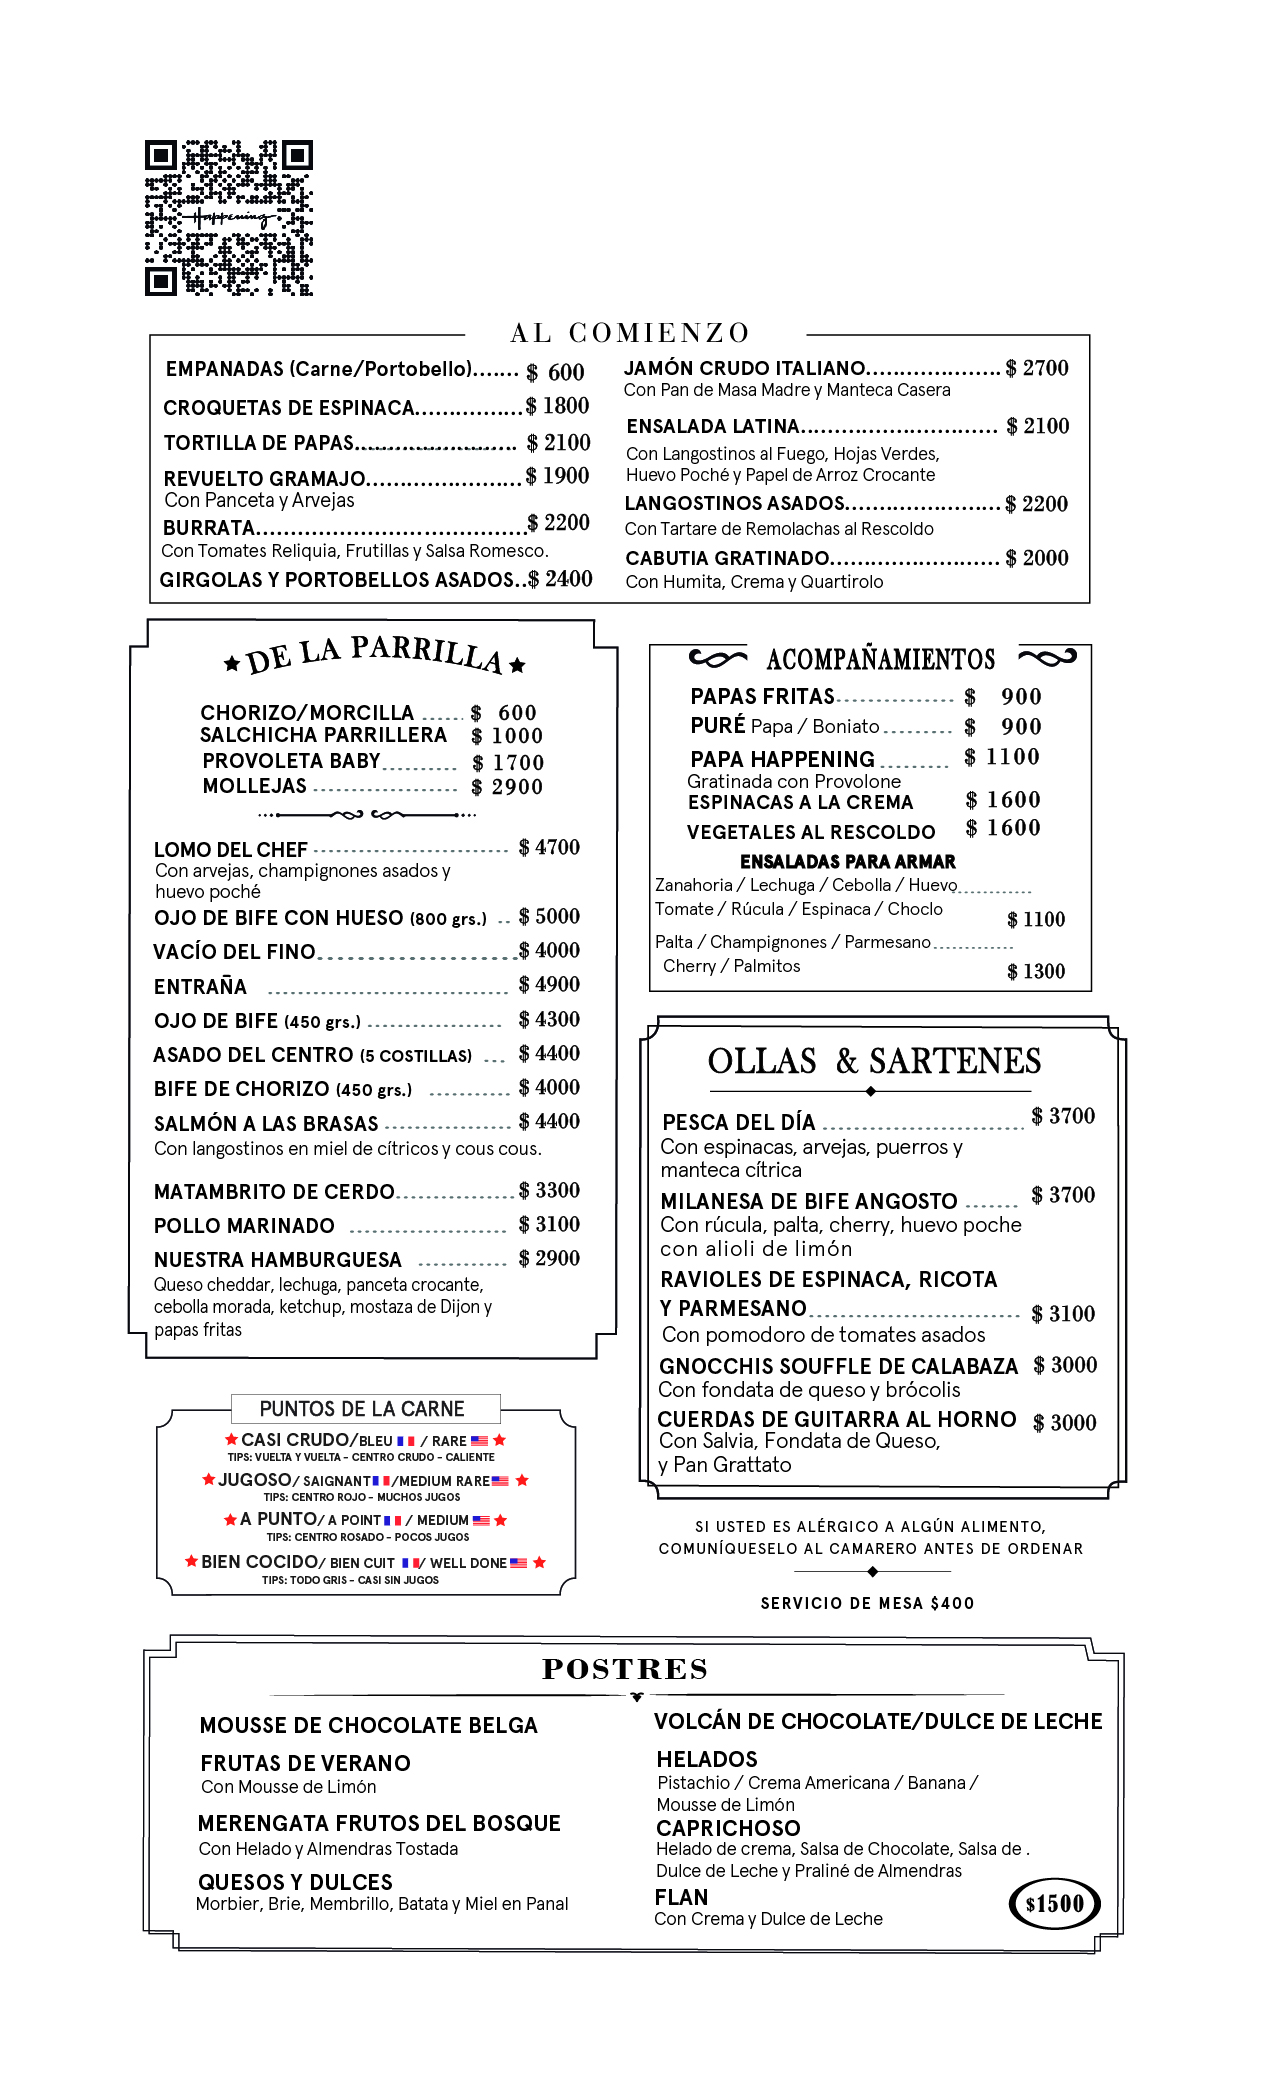 Happening
AL COMIENZO
EMPANADAS (Carne/Portobello)....... $ 600
CROQUETAS DE ESPINACA................$ 1800
TORTILLA DE PAPAS....................... $ 2100
REVUELTO GRAMAJO.......................$ 1900
Con Panceta y Arvejas
BURRATA.......................................$ 2200
Con Tomates Reliquia, Frutillas y Salsa Romesco.
GIRGOLAS Y PORTOBELLOS ASADOS..$ 2400
JAMÓN CRUDO ITALIANO.................... $ 2700
Con Pan de Masa Madre y Manteca Casera
ENSALADA LATINA............................ $ 2100
Con Langostinos al Fuego, Hojas Verdes,
Huevo Poché y Papel de Arroz Crocante
LANGOSTINOS ASADOS....................... $ 2200
Con Tartare de Remolachas al Rescoldo
CABUTIA GRATINADO......................... $ 2000
Con Humita, Crema y Quartirolo
DE LA PARRILLA
CHORIZO/MORCILLA ...... $ 600
SALCHICHA PARRILLERA $ 1000
PROVOLETA BABY........... $ 1700
MOLLEJAS ..................... $ 2900
LOMO DEL CHEF ............................ $ 4700
Con arvejas, champignones asados y
huevo poché
OJO DE BIFE CON HUESO (800 grs.) .. $ 5000
VACÍO DEL FINO......................$ 4000
ENTRAÑA ................................... $ 4900
OJO DE BIFE (450 grs.) .................... $ 4300
ASADO DEL CENTRO (5 COSTILLAS) ... $ 4400
BIFE DE CHORIZO (450 grs.) ............ $ 4000
SALMÓN A LAS BRASAS .................. $ 4400
Con langostinos en miel de cítricos y cous cous.
MATAMBRITO DE CERDO................. $ 3300
POLLO MARINADO ....................... $ 3100
NUESTRA HAMBURGUESA ............. $ 2900
Queso cheddar, lechuga, panceta crocante,
cebolla morada, ketchup, mostaza de Dijon y
papas fritas
ACOMPAÑAMIENTOS
PAPAS FRITAS................. $ 900
PURÉ Papa / Boniato.......... $ 900
PAPA HAPPENING .......... $ 1100
Gratinada con Provolone
ESPINACAS A LA CREMA $ 1600
VEGETALES AL RESCOLDO $ 1600
ENSALADAS PARA ARMAR
Zanahoria / Lechuga / Cebolla / Huevo............
Tomate / Rúcula / Espinaca / Choclo
$ 1100
Palta / Champignones / Parmesano............
Cherry / Palmitos
$ 1300
OLLAS & SARTENES
PESCA DEL DÍA ............................. $ 3700
Con espinacas, arvejas, puerros y
manteca cítrica
MILANESA DE BIFE ANGOSTO ....... $ 3700
Con rúcula, palta, cherry, huevo poche
con alioli de limón
RAVIOLES DE ESPINACA, RICOTA
Y PARMESANO............................... $ 3100
Con pomodoro de tomates asados
GNOCCHIS SOUFFLE DE CALABAZA $ 3000
Con fondata de queso y brócolis
CUERDAS DE GUITARRA AL HORNO $ 3000
Con Salvia, Fondata de Queso,
y Pan Grattato
PUNTOS DE LA CARNE
CASI CRUDO/BLEU / RARE
TIPS: VUELTA Y VUELTA - CENTRO CRUDO - CALIENTE
JUGOSO/ SAIGNANT /MEDIUM RARE
TIPS: CENTRO ROJO - MUCHOS JUGOS
A PUNTO/ A POINT / MEDIUM
TIPS: CENTRO ROSADO - POCOS JUGOS
BIEN COCIDO/ BIEN CUIT / WELL DONE
TIPS: TODO GRIS - CASI SIN JUGOS
SI USTED ES ALÉRGICO A ALGÚN ALIMENTO,
COMUNÍQUESELO AL CAMARERO ANTES DE ORDENAR
SERVICIO DE MESA $400
POSTRES
MOUSSE DE CHOCOLATE BELGA
FRUTAS DE VERANO
Con Mousse de Limón
MERENGATA FRUTOS DEL BOSQUE
Con Helado y Almendras Tostada
QUESOS Y DULCES
Morbier, Brie, Membrillo, Batata y Miel en Panal
VOLCÁN DE CHOCOLATE/DULCE DE LECHE
HELADOS
Pistachio / Crema Americana / Banana /
Mousse de Limón
CAPRICHOSO
Helado de crema, Salsa de Chocolate, Salsa de .
Dulce de Leche y Praliné de Almendras
FLAN
Con Crema y Dulce de Leche
$1500